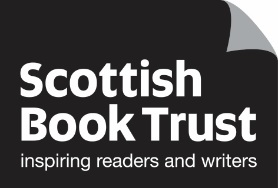 Scottish
Book Trust
inspiring readers and writers